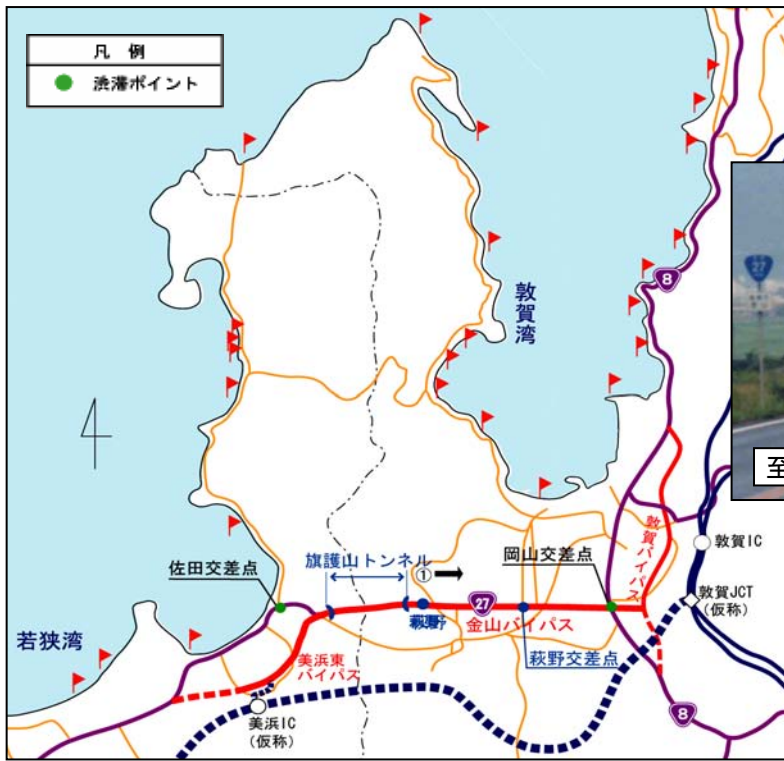 凡 例
渋滞ポイント
敦賀湾
8
27
至
敦賀バイパス
敦賀IC
旗護山トンネル
①
岡山交差点
佐田交差点
敦賀JCT
(仮称)
27
金山バイパス
若狭湾
美浜東
バイパス
萩野交差点
8
美浜IC
(仮称)